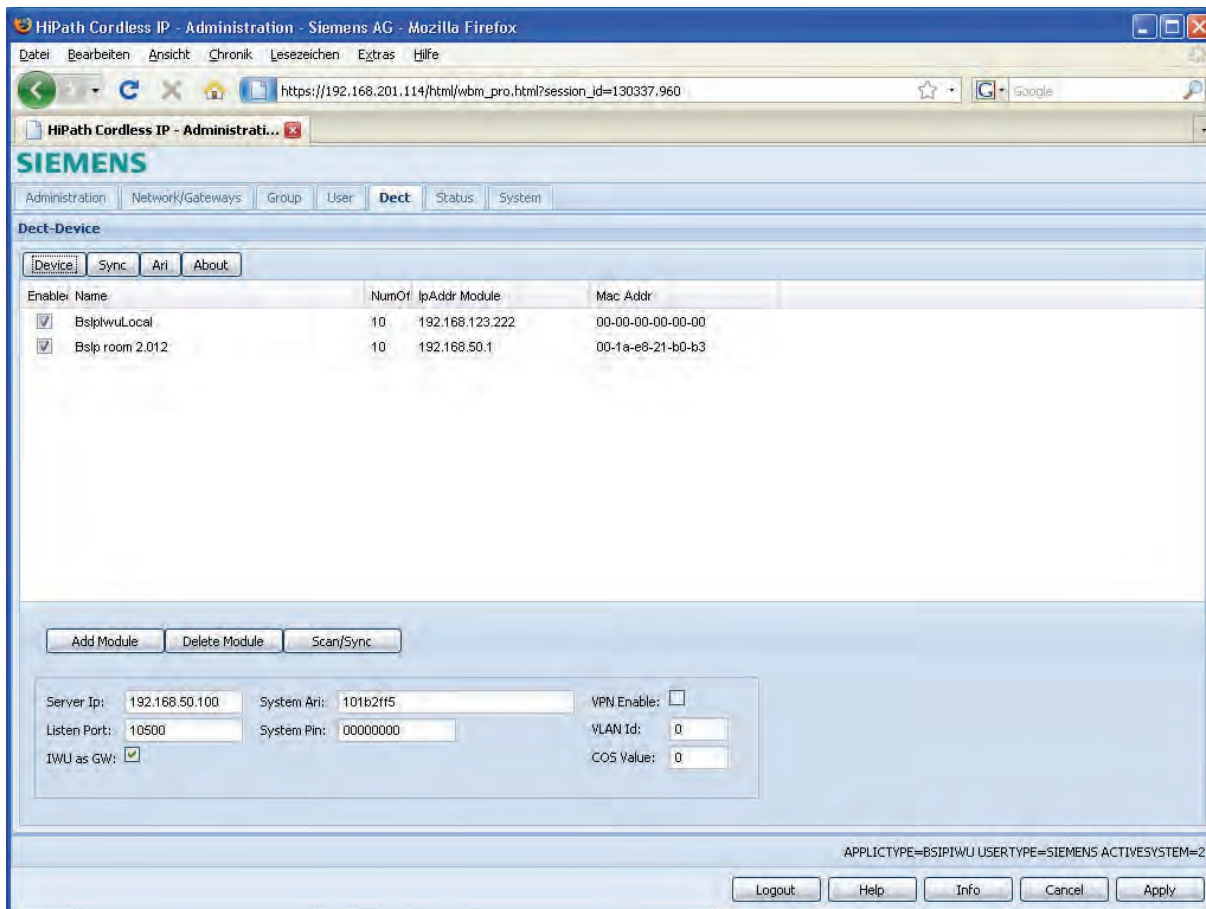 HiPath Cordless IP - Administration - Siemens AG - Mozilla Firefox
Datei Bearbeiten Ansicht Chronik Lesezeichen Extras Hilfe
https://192.168.201.114/html/wbm_pro.html?session_id=130337.960
G Google
HiPath Cordless IP - Administrati...
SIEMENS
Administration Network/Gateways Group User Dect Status System
Dect-Device
Device Sync Ari About
Enable Name NumOf IpAddr Module Mac Addr
BsIpIwuLocal 10 192.168.123.222 00-00-00-00-00-00
BsIp room 2.012 10 192.168.50.1 00-1a-e8-21-b0-b3
Add Module Delete Module Scan/Sync
Server Ip: 192.168.50.100 System Ari: 101b2ff5 VPN Enable:
Listen Port: 10500 System Pin: 00000000 VLAN Id: 0
IWU as GW: COS Value: 0
APPLICTYPE=BSIPIWU USERTYPE=SIEMENS ACTIVESYSTEM=2
Logout Help Info Cancel Apply